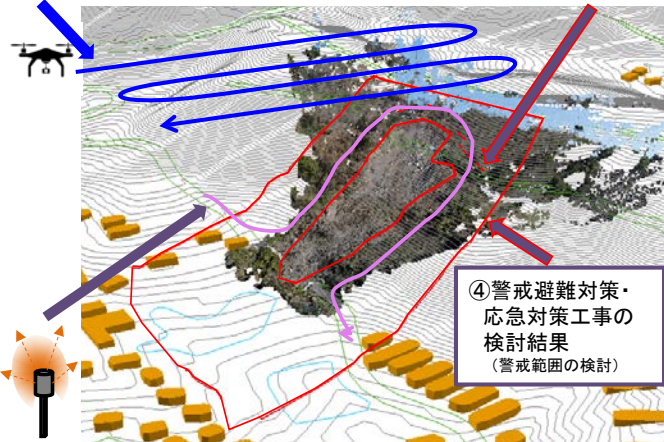 ④警戒避難対策・
応急対策工事の
検討結果
(警戒範囲の検討)